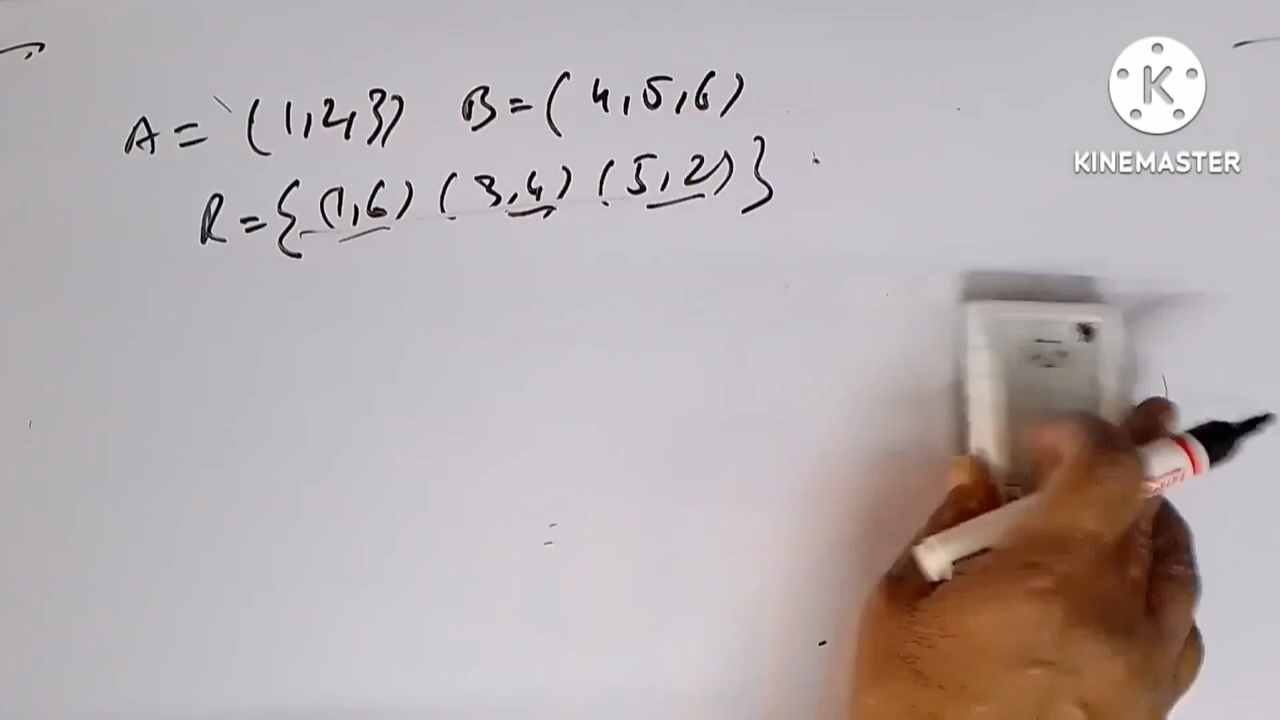 A = (1,2,3) B = (4,5,6)
R = {(1,6) (3,4) (5,2)}
K
KINEMASTER